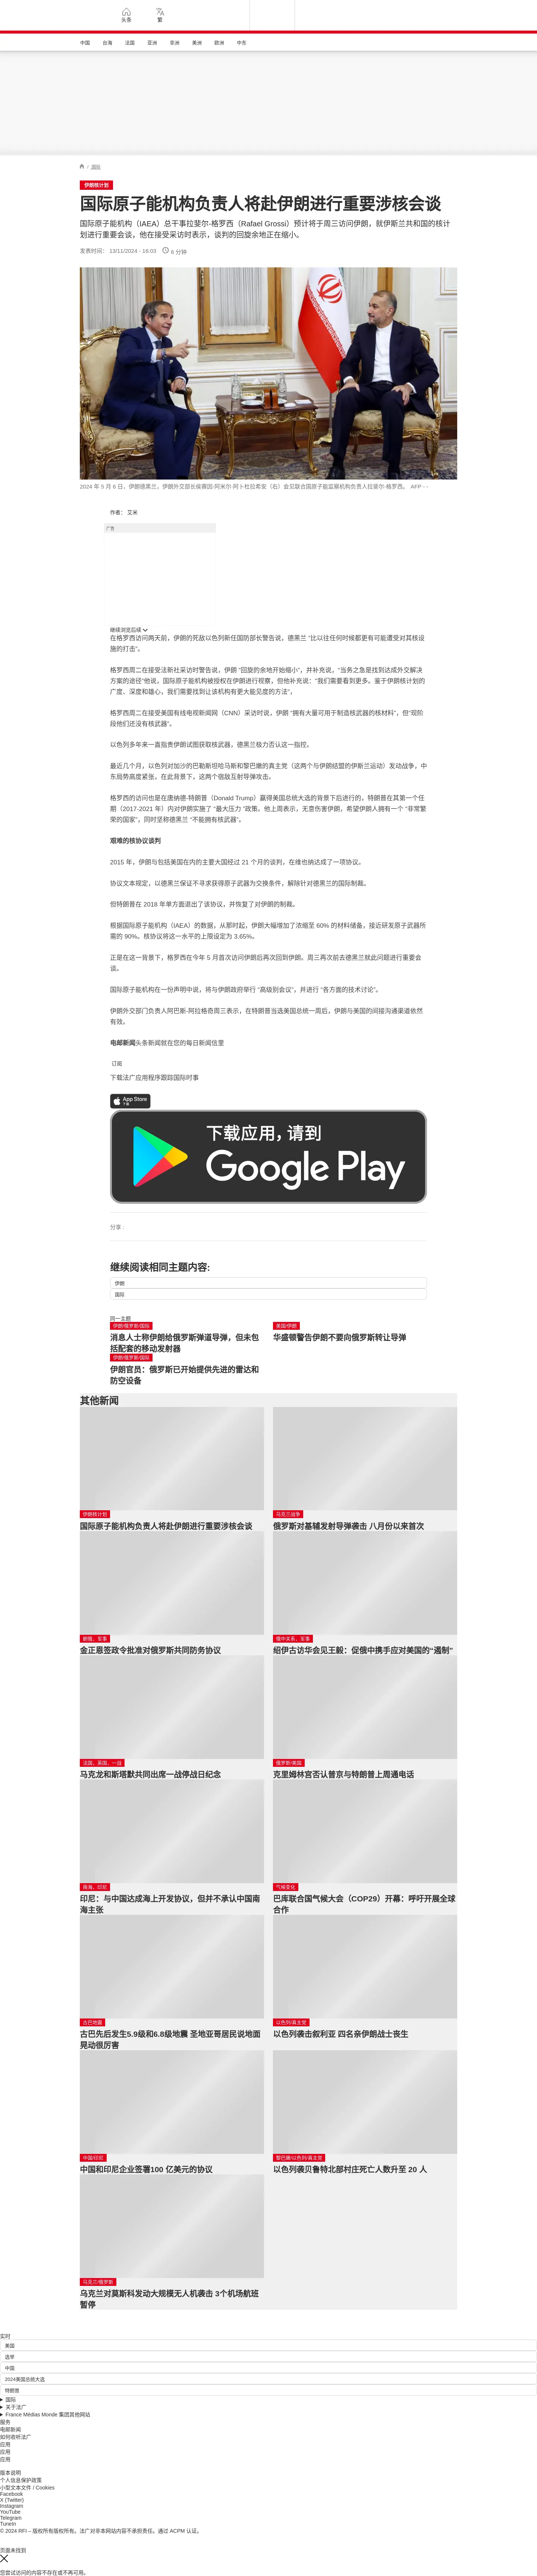 头条
繁
中国
台海
法国
亚洲
非洲
美洲
欧洲
中东
/ 国际
伊朗核计划
国际原子能机构负责人将赴伊朗进行重要涉核会谈
国际原子能机构（IAEA）总干事拉斐尔-格罗西（Rafael Grossi）预计将于周三访问伊朗，就伊斯兰共和国的核计
划进行重要会谈，他在接受采访时表示，谈判的回旋余地正在缩小。
发表时间： 13/11/2024 - 16:03 6 分钟
2024 年 5 月 6 日，伊朗德黑兰，伊朗外交部长侯赛因-阿米尔-阿卜杜拉希安（右）会见联合国原子能监察机构负责人拉斐尔-格罗西。 AFP - -
作者： 艾米
广告
继续浏览后续
在格罗西访问两天前，伊朗的死敌以色列新任国防部长警告说，德黑兰 “比以往任何时候都更有可能遭受对其核设
施的打击”。
格罗西周二在接受法新社采访时警告说，伊朗 “回旋的余地开始缩小”，并补充说，“当务之急是找到达成外交解决
方案的途径”他说，国际原子能机构被授权在伊朗进行视察，但他补充说：“我们需要看到更多。鉴于伊朗核计划的
广度、深度和雄心，我们需要找到让该机构有更大能见度的方法”。
格罗西周二在接受美国有线电视新闻网（CNN）采访时说，伊朗 “拥有大量可用于制造核武器的核材料”，但“现阶
段他们还没有核武器”。
以色列多年来一直指责伊朗试图获取核武器，德黑兰极力否认这一指控。
最近几个月，以色列对加沙的巴勒斯坦哈马斯和黎巴嫩的真主党（这两个与伊朗结盟的伊斯兰运动）发动战争，中
东局势高度紧张，在此背景下，这两个宿敌互射导弹攻击。
格罗西的访问也是在唐纳德-特朗普（Donald Trump）赢得美国总统大选的背景下后进行的，特朗普在其第一个任
期（2017-2021 年）内对伊朗实施了 “最大压力 ”政策。他上周表示，无意伤害伊朗，希望伊朗人拥有一个 “非常繁
荣的国家”，同时坚称德黑兰 “不能拥有核武器”。
艰难的核协议谈判
2015 年，伊朗与包括美国在内的主要大国经过 21 个月的谈判，在维也纳达成了一项协议。
协议文本规定，以德黑兰保证不寻求获得原子武器为交换条件，解除针对德黑兰的国际制裁。
但特朗普在 2018 年单方面退出了该协议，并恢复了对伊朗的制裁。
根据国际原子能机构（IAEA）的数据，从那时起，伊朗大幅增加了浓缩至 60% 的材料储备，接近研发原子武器所
需的 90%。核协议将这一水平的上限设定为 3.65%。
正是在这一背景下，格罗西在今年 5 月首次访问伊朗后再次回到伊朗。周三再次前去德黑兰就此问题进行重要会
谈。
国际原子能机构在一份声明中说，将与伊朗政府举行 “高级别会议”，并进行 “各方面的技术讨论”。
伊朗外交部门负责人阿巴斯-阿拉格奇周三表示，在特朗普当选美国总统一周后，伊朗与美国的间接沟通渠道依然
有效。
电邮新闻头条新闻就在您的每日新闻信里
订阅
下载法广应用程序跟踪国际时事
App Store
下载
下载应用，请到
Google Play
分享 :
继续阅读相同主题内容:
伊朗
国际
同一主题
伊朗/俄罗斯/国际
消息人士称伊朗给俄罗斯弹道导弹，但未包
括配套的移动发射器
美国/伊朗
华盛顿警告伊朗不要向俄罗斯转让导弹
伊朗/俄罗斯/国际
伊朗官员：俄罗斯已开始提供先进的雷达和
防空设备
其他新闻
伊朗核计划
国际原子能机构负责人将赴伊朗进行重要涉核会谈
乌克兰战争
俄罗斯对基辅发射导弹袭击 八月份以来首次
朝俄，军事
金正恩签政令批准对俄罗斯共同防务协议
俄中关系，军事
绍伊古访华会见王毅：促俄中携手应对美国的“遏制”
法国，英国，一战
马克龙和斯塔默共同出席一战停战日纪念
俄罗斯/美国
克里姆林宫否认普京与特朗普上周通电话
南海，印尼
印尼：与中国达成海上开发协议，但并不承认中国南
海主张
气候变化
巴库联合国气候大会（COP29）开幕：呼吁开展全球
合作
古巴地震
古巴先后发生5.9级和6.8级地震 圣地亚哥居民说地面
晃动很厉害
以色列/真主党
以色列袭击叙利亚 四名亲伊朗战士丧生
中国/印尼
中国和印尼企业签署100 亿美元的协议
黎巴嫩/以色列/真主党
以色列袭贝鲁特北部村庄死亡人数升至 20 人
乌克兰/俄罗斯
乌克兰对莫斯科发动大规模无人机袭击 3个机场航班
暂停
实时
美国
选举
中国
2024美国总统大选
特朗普
国际
关于法广
France Médias Monde 集团其他网站
服务
电邮新闻
如何收听法广
应用
应用
应用
版本说明
个人信息保护政策
小型文本文件 / Cookies
Facebook
X (Twitter)
Instagram
YouTube
Telegram
TuneIn
© 2024 RFI – 版权所有版权所有。法广对非本网站内容不承担责任。通过 ACPM 认证。
页面未找到
您尝试访问的内容不存在或不再可用。